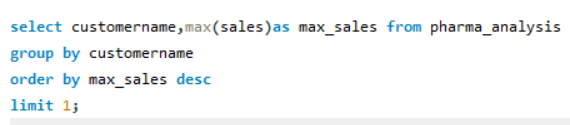 select customername,max(sales)as max_sales from pharma_analysis
group by customername
order by max_sales desc
limit 1;